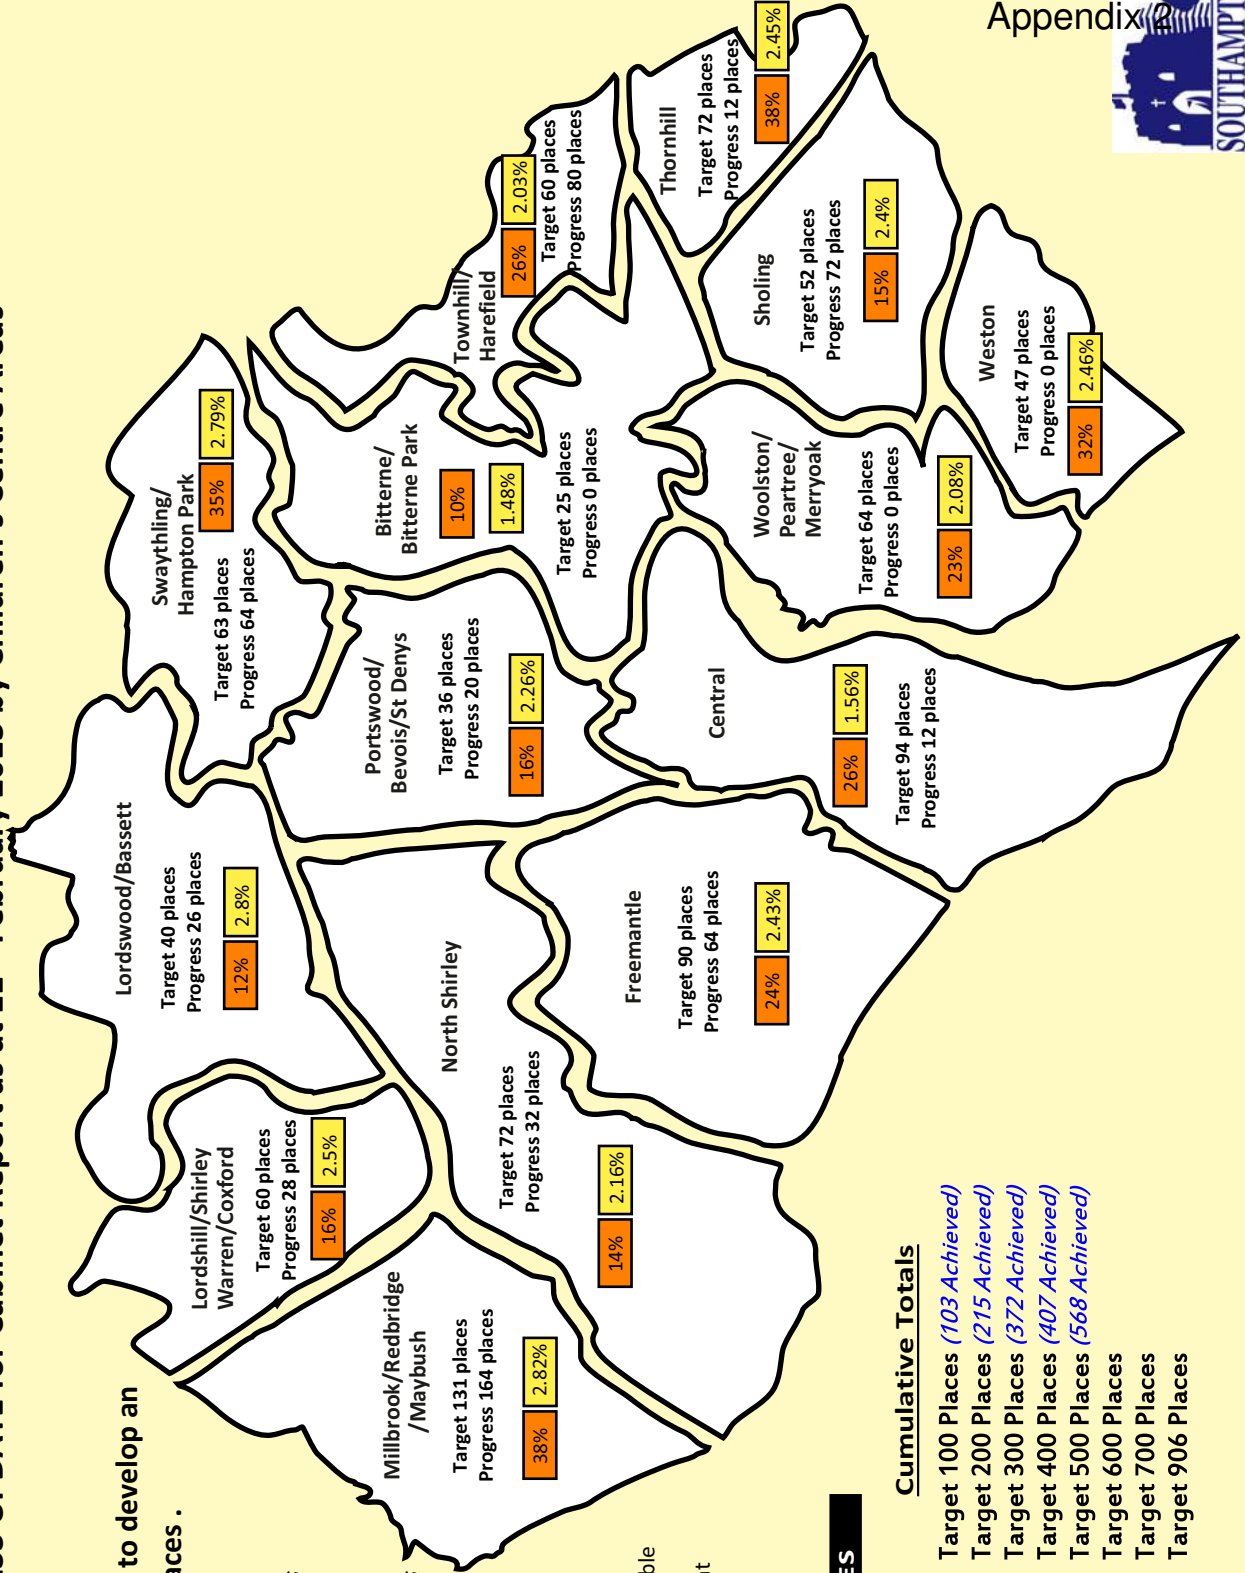 Appendix 2
SOUTHAMPT
to develop an
aces .
ble
nt
ES
Lordswood/Bassett
Target 40 places
Progress 26 places
12%
2.8%
Swaythling/
Hampton Park
35%
2.79%
Target 63 places
Progress 64 places
Lordshill/Shirley
Warren/Coxford
Target 60 places
Progress 28 places
16%
2.5%
Millbrook/Redbridge
/Maybush
Target 131 places
Progress 164 places
38%
2.82%
North Shirley
Target 72 places
Progress 32 places
14%
2.16%
Portswood/
Bevois/St Denys
Target 36 places
Progress 20 places
16%
2.26%
Bitterne/
Bitterne Park
10%
1.48%
Target 25 places
Progress 0 places
Townhill/
Harefield
26%
2.03%
Target 60 places
Progress 80 places
Thornhill
Target 72 places
Progress 12 places
38%
2.45%
Freemantle
Target 90 places
Progress 64 places
24%
2.43%
Central
26%
1.56%
Target 94 places
Progress 12 places
Woolston/
Peartree/
Merryoak
Target 64 places
Progress 0 places
23%
2.08%
Sholing
Target 52 places
Progress 72 places
15%
2.4%
Weston
Target 47 places
Progress 0 places
32%
2.46%
Cumulative Totals
Target 100 Places (103 Achieved)
Target 200 Places (215 Achieved)
Target 300 Places (372 Achieved)
Target 400 Places (407 Achieved)
Target 500 Places (568 Achieved)
Target 600 Places
Target 700 Places
Target 906 Places